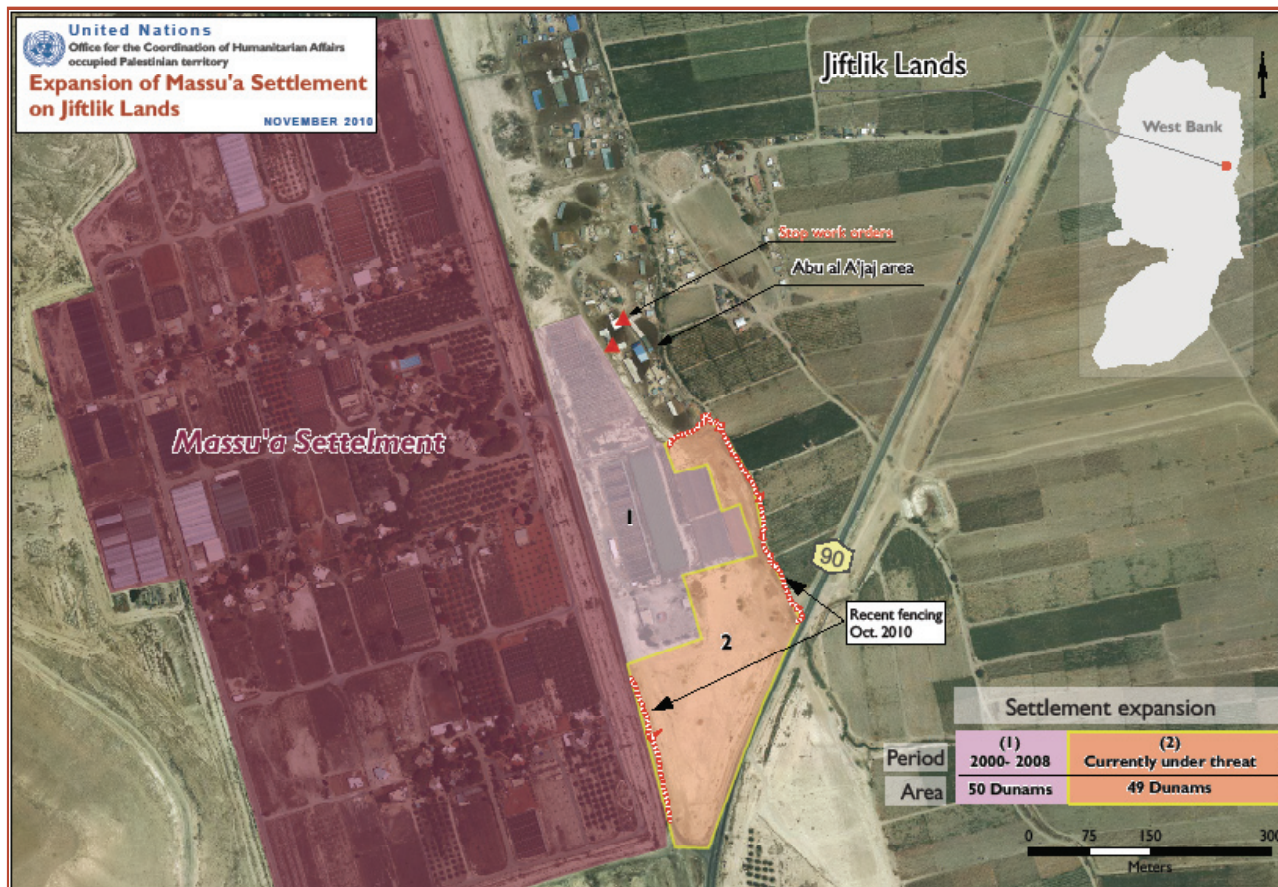 United Nations
Office for the Coordination of Humanitarian Affairs
occupied Palestinian territory
Expansion of Massu'a Settlement
on Jiftlik Lands
NOVEMBER 2010
Jiftlik Lands
West Bank
Stop work orders
Abu al A'jaj area
Massu'a Settelment
1
90
Recent fencing
Oct. 2010
2
Settlement expansion
Period
(1)
2000- 2008
(2)
Currently under threat
Area
50 Dunams
49 Dunams
0 75 150 300
Meters